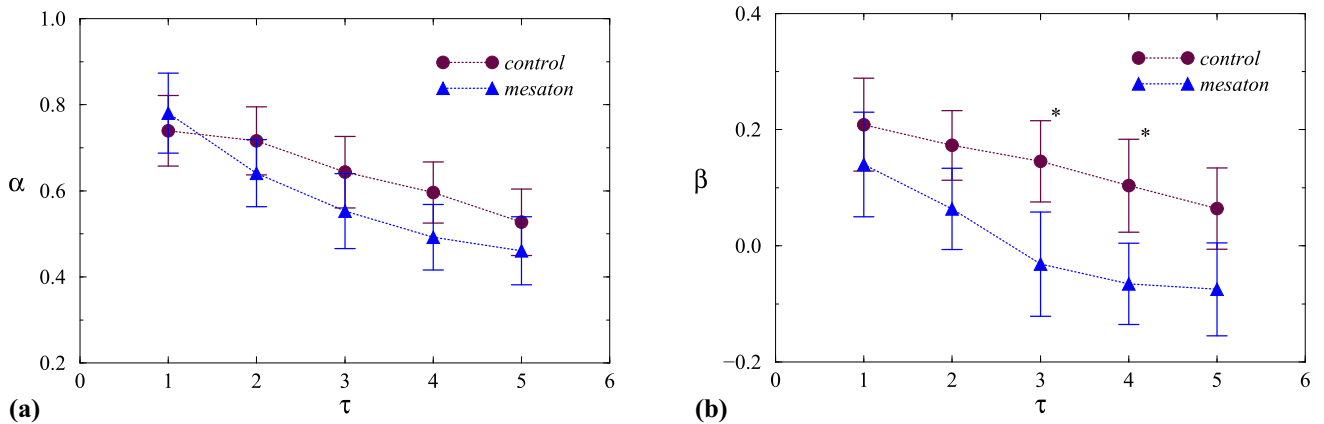 1.0
0.8
0.6
0.4
0.2
α
control
mesaton
0 1 2 3 4 5 6
τ
(a)
0.4
0.2
0.0
−0.2
β
control
mesaton
* *
0 1 2 3 4 5 6
τ
(b)